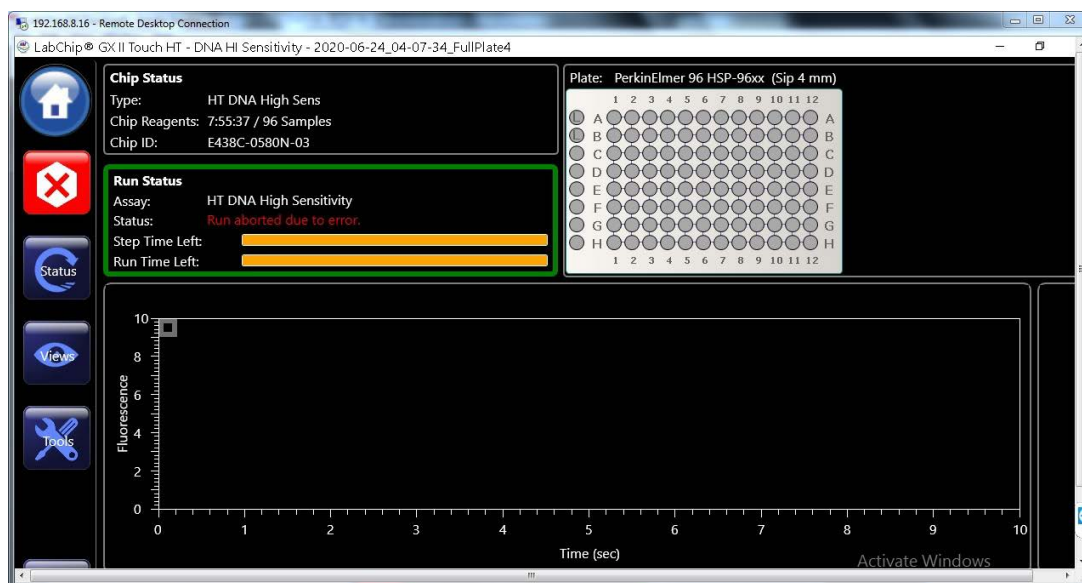 192.168.8.16 - Remote Desktop Connection
LabChip® GX II Touch HT - DNA HI Sensitivity - 2020-06-24_04-07-34_FullPlate4
Chip Status
Type: HT DNA High Sens
Chip Reagents: 7:55:37 / 96 Samples
Chip ID: E438C-0580N-03
Run Status
Assay: HT DNA High Sensitivity
Status: Run aborted due to error.
Step Time Left:
Run Time Left:
Plate: PerkinElmer 96 HSP-96xx (Sip 4 mm)
1 2 3 4 5 6 7 8 9 10 11 12
L A A
L B B
C C
D D
E E
F F
G G
H H
1 2 3 4 5 6 7 8 9 10 11 12
Status
Views
Tools
Fluorescence
10
8
6
4
2
0
0 1 2 3 4 5 6 7 8 9 10
Time (sec)
Activate Windows